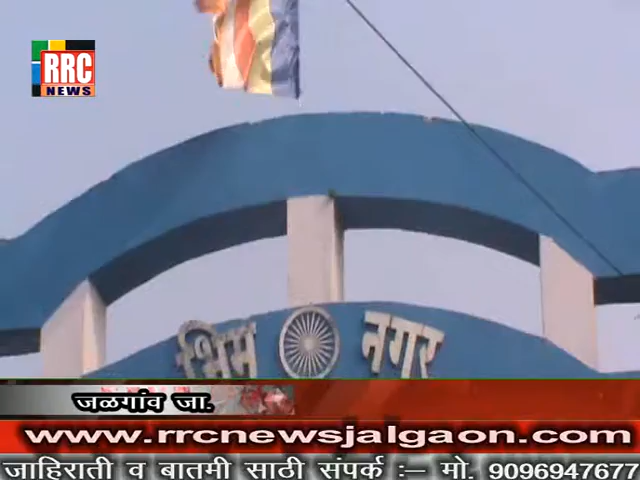 RRC
NEWS
भिम नगर
जळगांव जा.
www.rrcnewsjalgaon.com
जाहिराती व बातमी साठी संपर्क :– मो. 9096947677